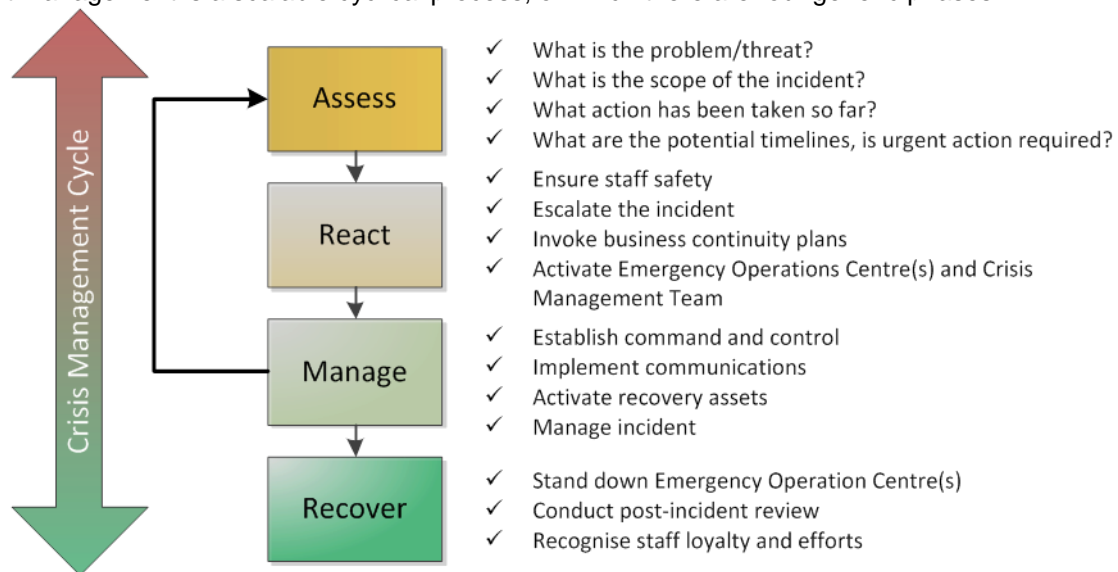 Crisis Management Cycle
Assess
✓ What is the problem/threat?
✓ What is the scope of the incident?
✓ What action has been taken so far?
✓ What are the potential timelines, is urgent action required?
React
✓ Ensure staff safety
✓ Escalate the incident
✓ Invoke business continuity plans
✓ Activate Emergency Operations Centre(s) and Crisis
Management Team
Manage
✓ Establish command and control
✓ Implement communications
✓ Activate recovery assets
✓ Manage incident
Recover
✓ Stand down Emergency Operation Centre(s)
✓ Conduct post-incident review
✓ Recognise staff loyalty and efforts